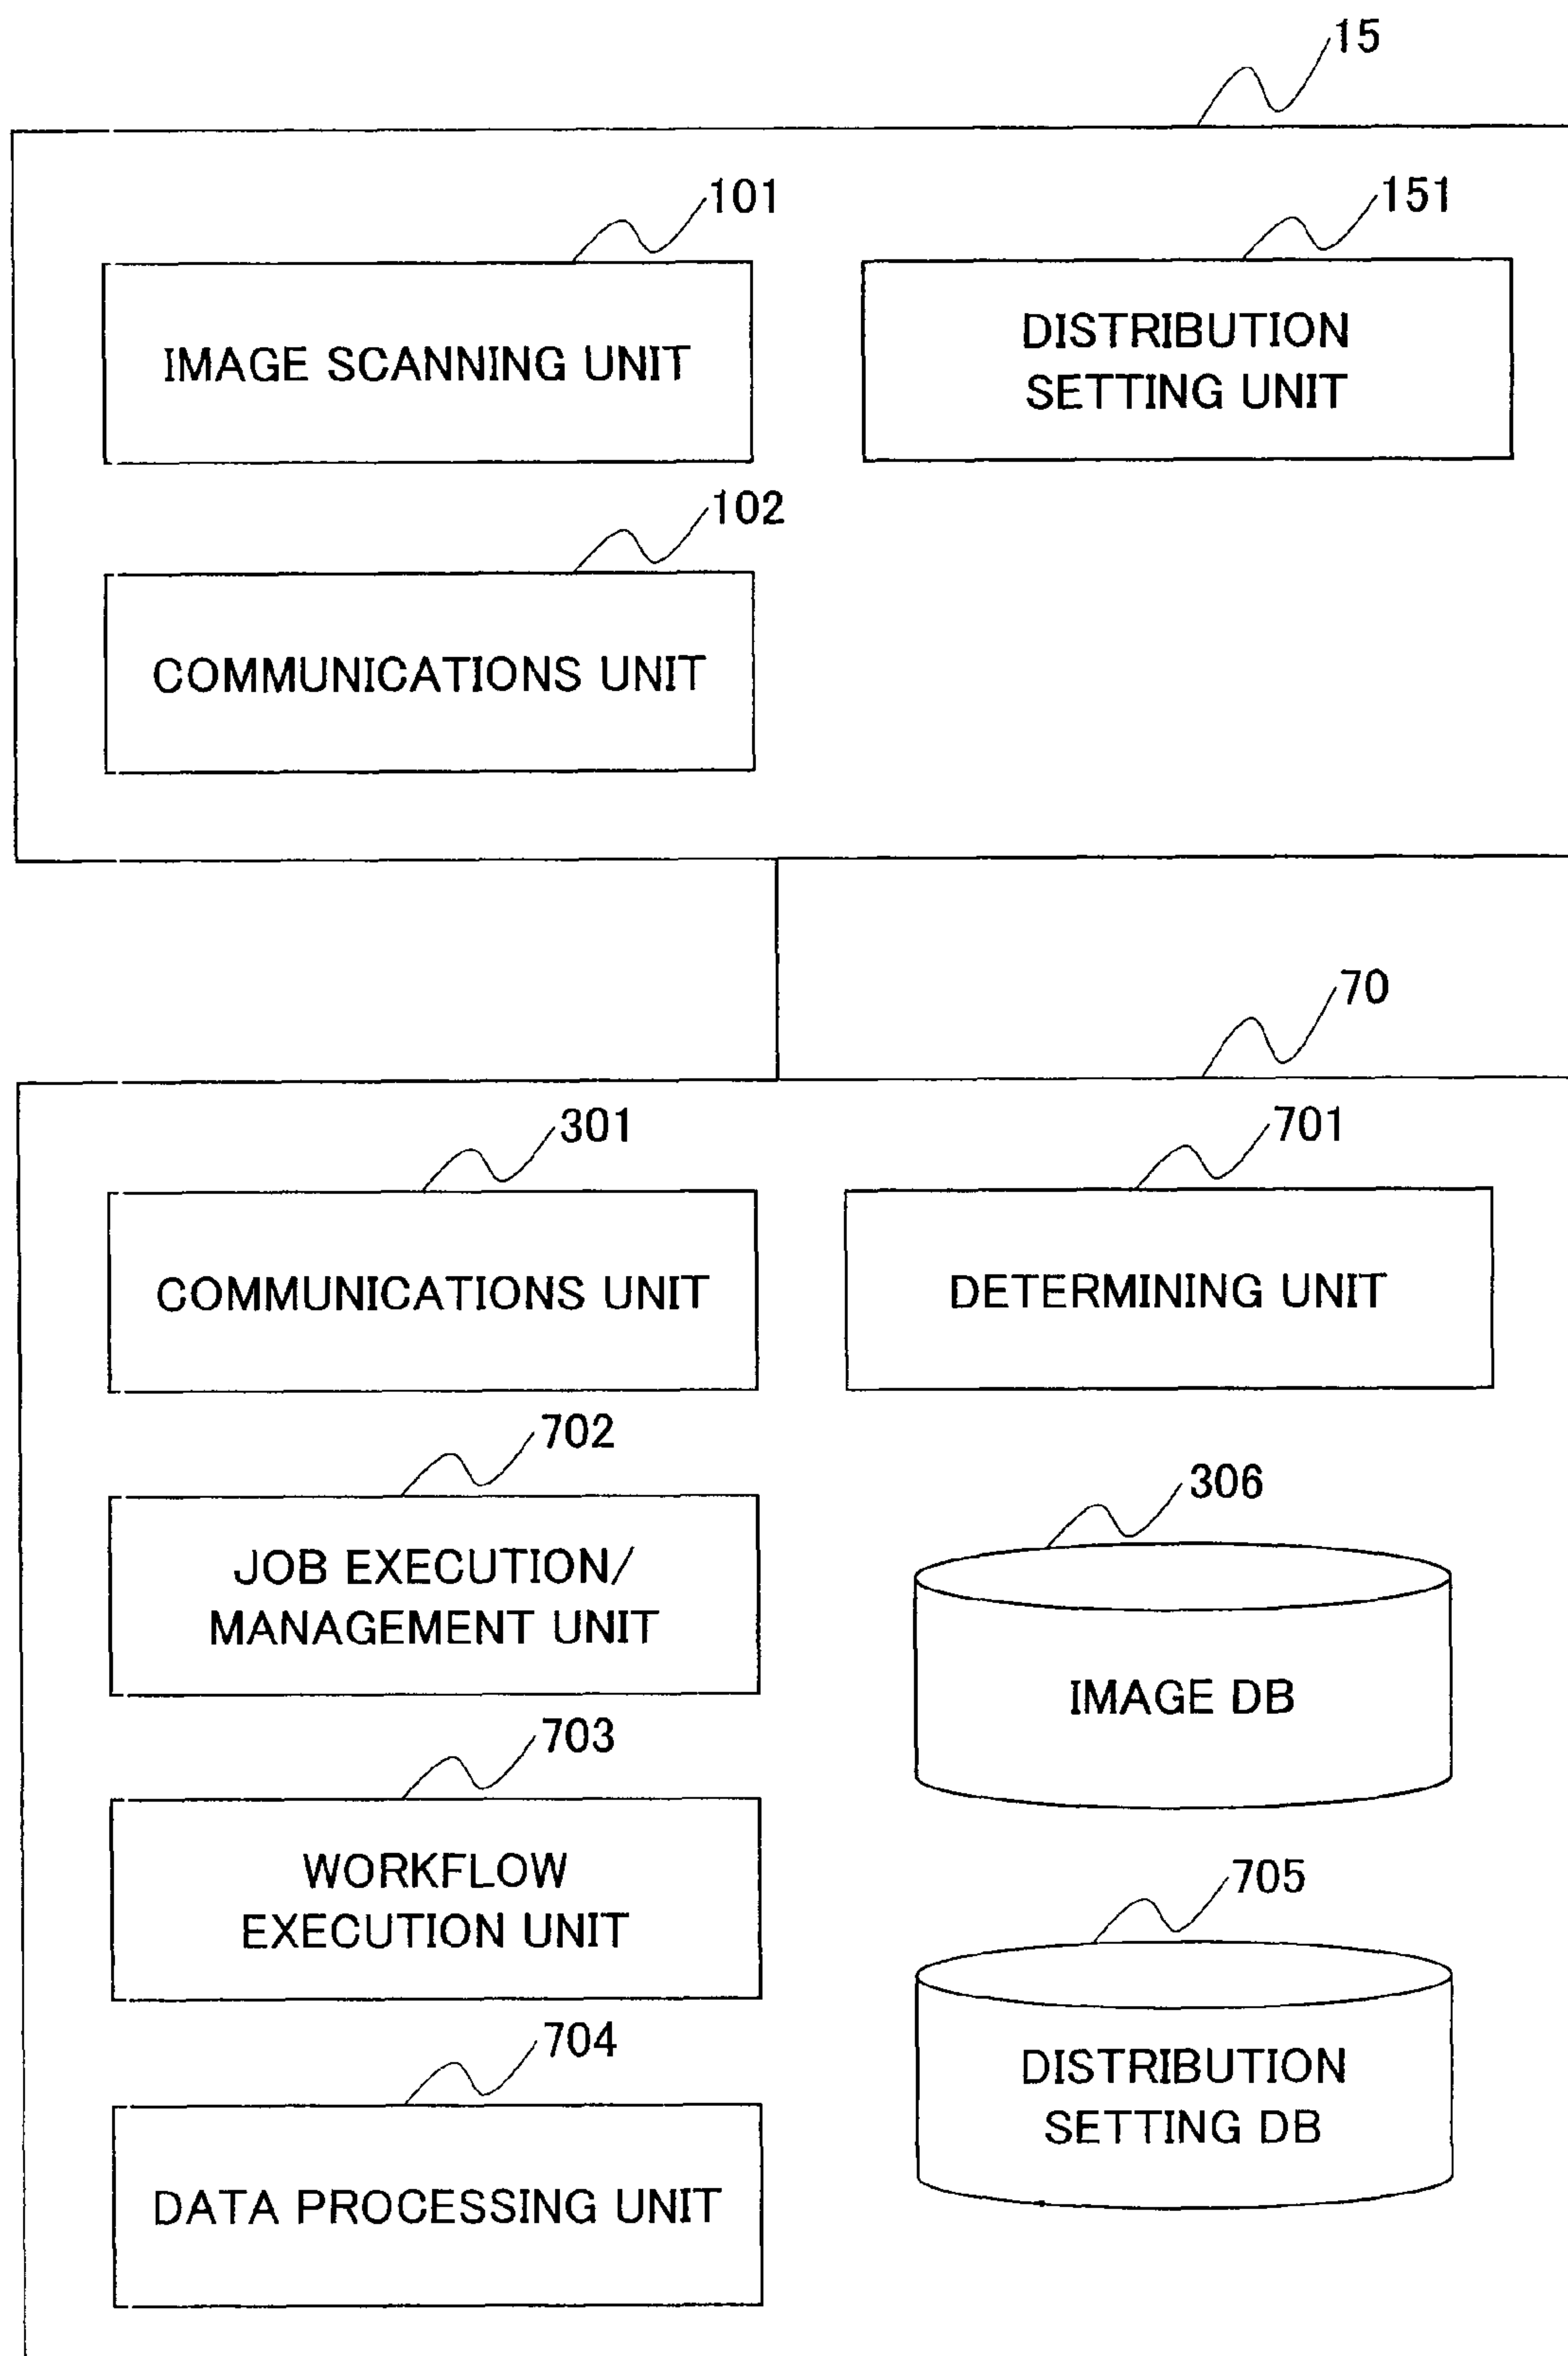 15
101
151
IMAGE SCANNING UNIT
DISTRIBUTION
SETTING UNIT
102
COMMUNICATIONS UNIT
70
301
701
COMMUNICATIONS UNIT
DETERMINING UNIT
702
306
JOB EXECUTION/
MANAGEMENT UNIT
IMAGE DB
703
705
WORKFLOW
EXECUTION UNIT
704
DISTRIBUTION
SETTING DB
DATA PROCESSING UNIT